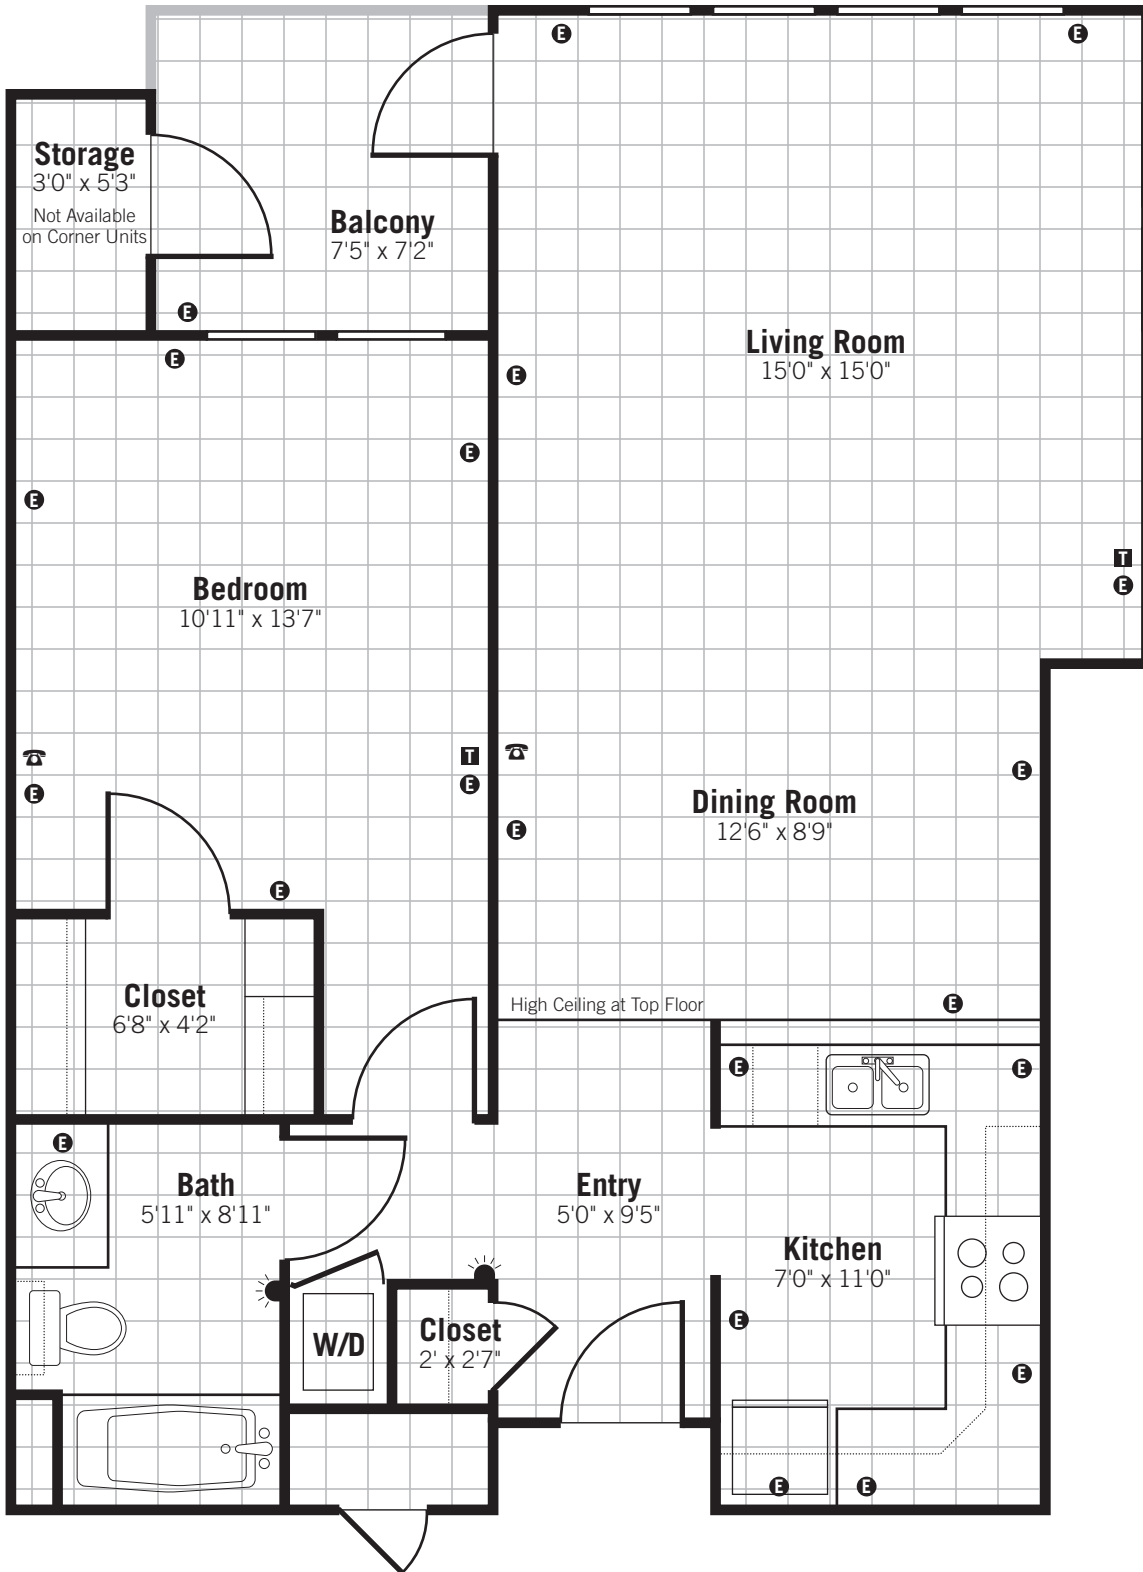 E
E
Storage
3'0" x 5'3"
Not Available
on Corner Units
Balcony
7'5" x 7'2"
E
E
Living Room
15'0" x 15'0"
E
E
E
Bedroom
10'11" x 13'7"
T
E
T
E
E
E
Dining Room
12'6" x 8'9"
E
E
Closet
6'8" x 4'2"
High Ceiling at Top Floor
E
E
E
E
Bath
5'11" x 8'11"
Entry
5'0" x 9'5"
Kitchen
7'0" x 11'0"
W/D
Closet
2' x 2'7"
E
E
E
E